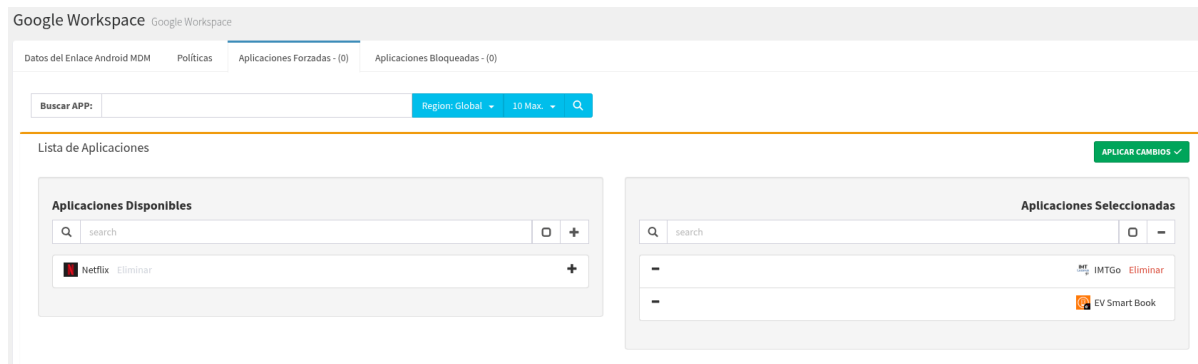 Google Workspace Google Workspace
Datos del Enlace Android MDM Políticas Aplicaciones Forzadas - (0) Aplicaciones Bloqueadas - (0)
Buscar APP: Region: Global 10 Max.
Lista de Aplicaciones
APLICAR CAMBIOS
Aplicaciones Disponibles
search
Netflix Eliminar
Aplicaciones Seleccionadas
search
IMTGo Eliminar
EV Smart Book